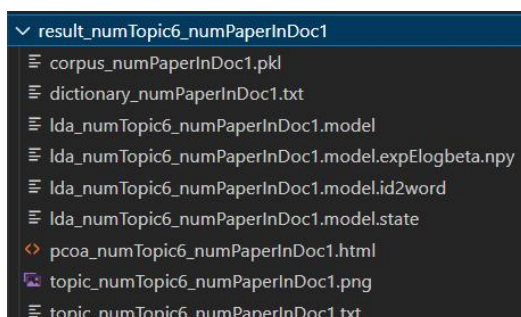 result_numTopic6_numPaperInDoc1
corpus_numPaperInDoc1.pkl
dictionary_numPaperInDoc1.txt
lda_numTopic6_numPaperInDoc1.model
lda_numTopic6_numPaperInDoc1.model.expElogbeta.npy
lda_numTopic6_numPaperInDoc1.model.id2word
lda_numTopic6_numPaperInDoc1.model.state
pcoa_numTopic6_numPaperInDoc1.html
topic_numTopic6_numPaperInDoc1.png
topic_numTopic6_numPaperInDoc1.txt